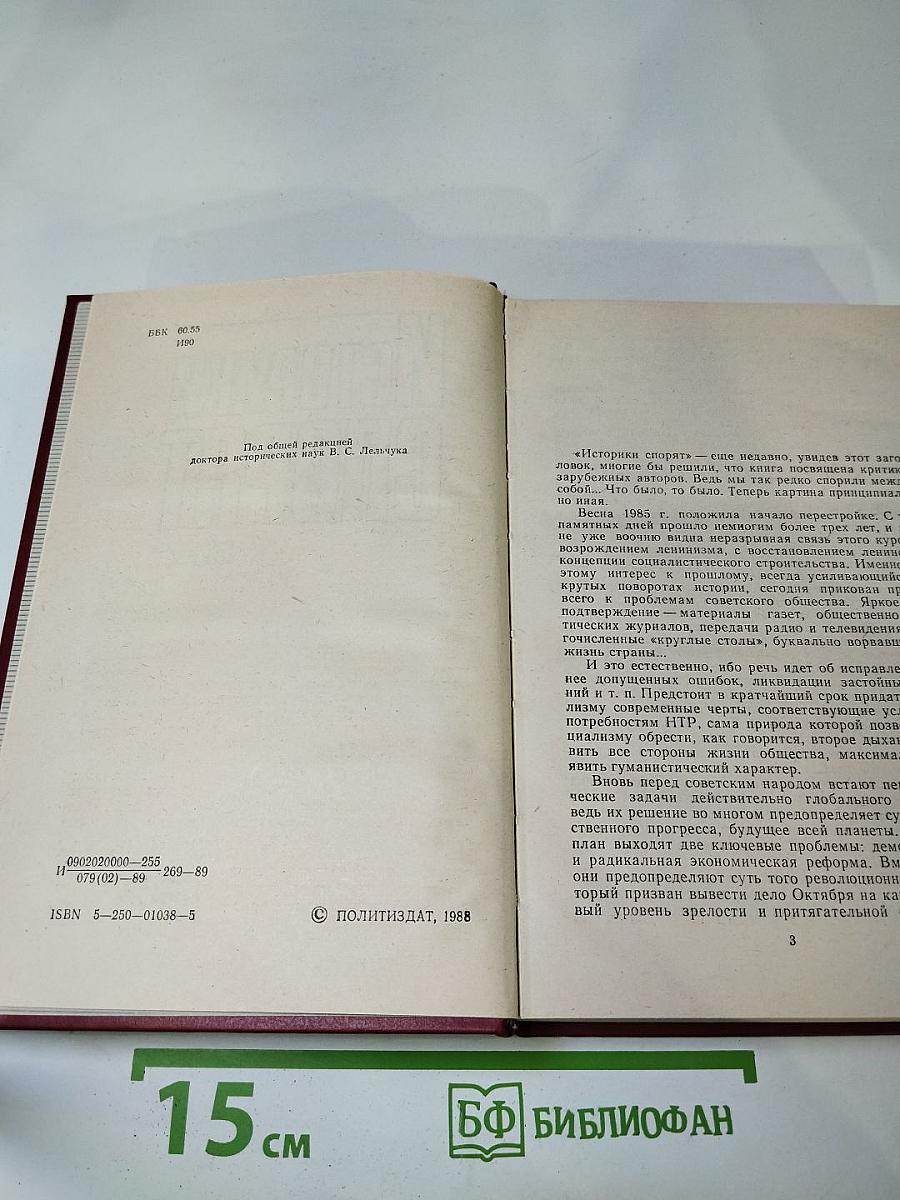 ББК 60.55
И90
Под общей редакцией
доктора исторических наук В. С. Лельчука
0902020000—255
И 269—89
079(02)—89
ISBN 5—250—01038—5
© ПОЛИТИЗДАТ, 1988
«Историки спорят» — еще недавно, увидев этот заго
ловок, многие бы решили, что книга посвящена критик
зарубежных авторов. Ведь мы так редко спорили меж
собой... Что было, то было. Теперь картина принципиал
но иная.
Весна 1985 г. положила начало перестройке. С
памятных дней прошло немногим более трех лет, и
не уже воочию видна неразрывная связь этого кур
возрождением ленинизма, с восстановлением ленин
концепции социалистического строительства. Именн
этому интерес к прошлому, всегда усиливающийс
крутых поворотах истории, сегодня прикован пр
всего к проблемам советского общества. Яркое
подтверждение — материалы газет, общественно
тических журналов, передачи радио и телевидения
гочисленные «круглые столы», буквально ворвавш
жизнь страны...
И это естественно, ибо речь идет об исправле
нее допущенных ошибок, ликвидации застойны
ний и т. п. Предстоит в кратчайший срок придат
лизму современные черты, соответствующие усл
потребностям НТР, сама природа которой позв
циализму обрести, как говорится, второе дыхан
вить все стороны жизни общества, максимал
явить гуманистический характер.
Вновь перед советским народом встают пе
ческие задачи действительно глобального
ведь их решение во многом предопределяет су
ственного прогресса, будущее всей планеты.
план выходят две ключевые проблемы: дем
и радикальная экономическая реформа. Вм
они предопределяют суть того революционн
торый призван вывести дело Октября на ка
вый уровень зрелости и притягательной
3
15 см
БФ БИБЛИОФАН